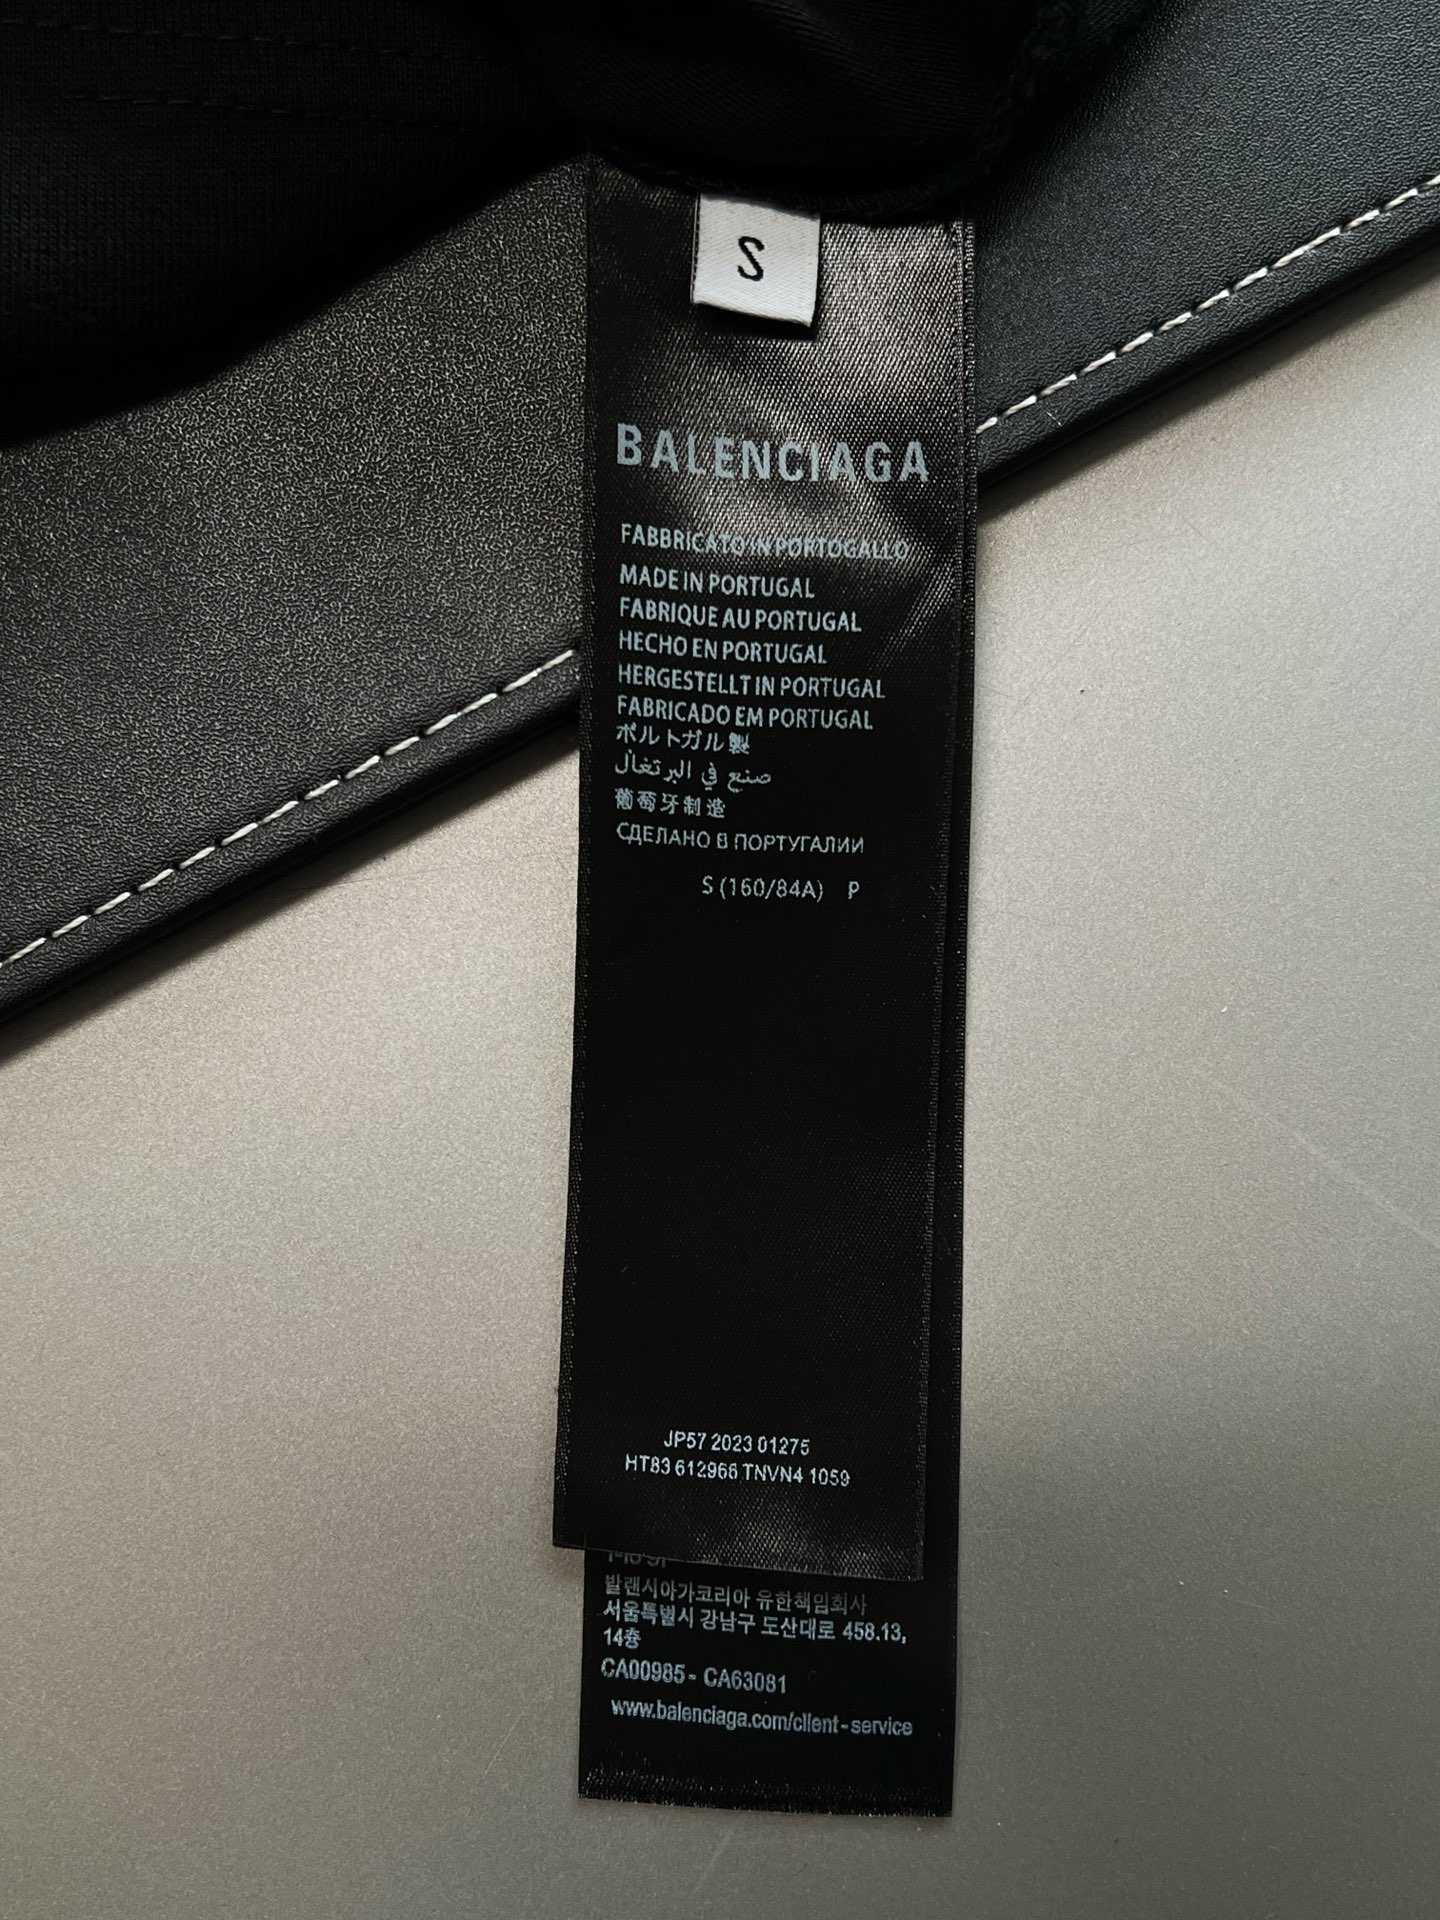 S
BALENCIAGA
FABBRICATO IN PORTOGALLO
MADE IN PORTUGAL
FABRIQUE AU PORTUGAL
HECHO EN PORTUGAL
HERGESTELLT IN PORTUGAL
FABRICADO EM PORTUGAL
ポルトガル製
صنع في البرتغال
葡萄牙制造
СДЕЛАНО В ПОРТУГАЛИИ
S (160/84A) P
JP57 2023 01275
HT83 612966 TNVN4 1059
발랜시아가코리아 유한책임회사
서울특별시 강남구 도산대로 458.13,
14층
CA00985- CA63081
www.balenciaga.com/client-service